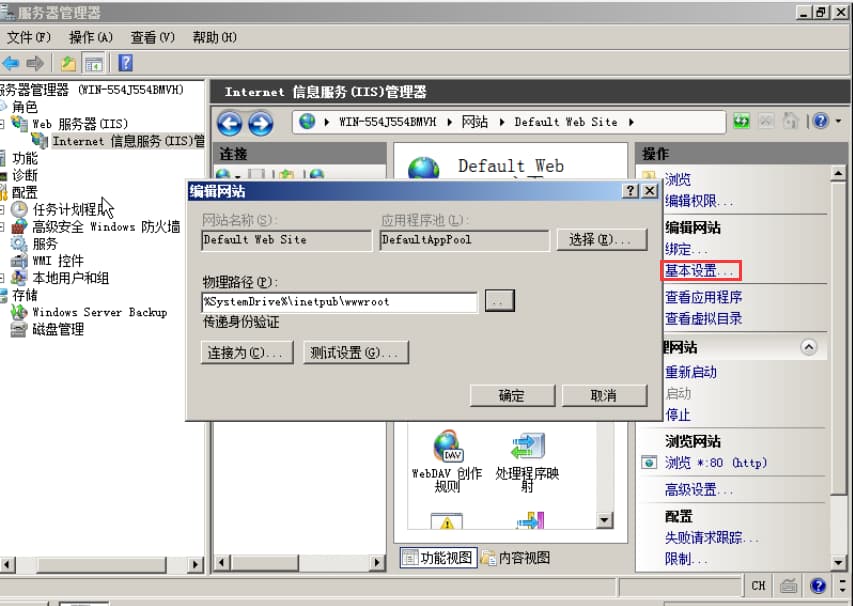 服务器管理器
文件(F) 操作(A) 查看(V) 帮助(H)
服务器管理器 (WIN-554J554BMVH)
角色
Web 服务器(IIS)
Internet 信息服务(IIS)管
功能
诊断
配置
任务计划程序
高级安全 Windows 防火墙
服务
WMI 控件
本地用户和组
存储
Windows Server Backup
磁盘管理
Internet 信息服务(IIS)管理器
WIN-554J554BMVH 网站 Default Web Site
连接
Default Web
编辑网站
网站名称(S):
应用程序池(L):
Default Web Site
DefaultAppPool
选择(E)...
物理路径(P):
%SystemDrive%\inetpub\wwwroot
..
传递身份验证
连接为(C)...
测试设置(G)...
确定
取消
WebDAV 创作
规则
处理程序映
射
功能视图
内容视图
操作
浏览
编辑权限...
编辑网站
绑定...
基本设置...
查看应用程序
查看虚拟目录
理网站
重新启动
启动
停止
浏览网站
浏览 *:80 (http)
高级设置...
配置
失败请求跟踪...
限制...
CH